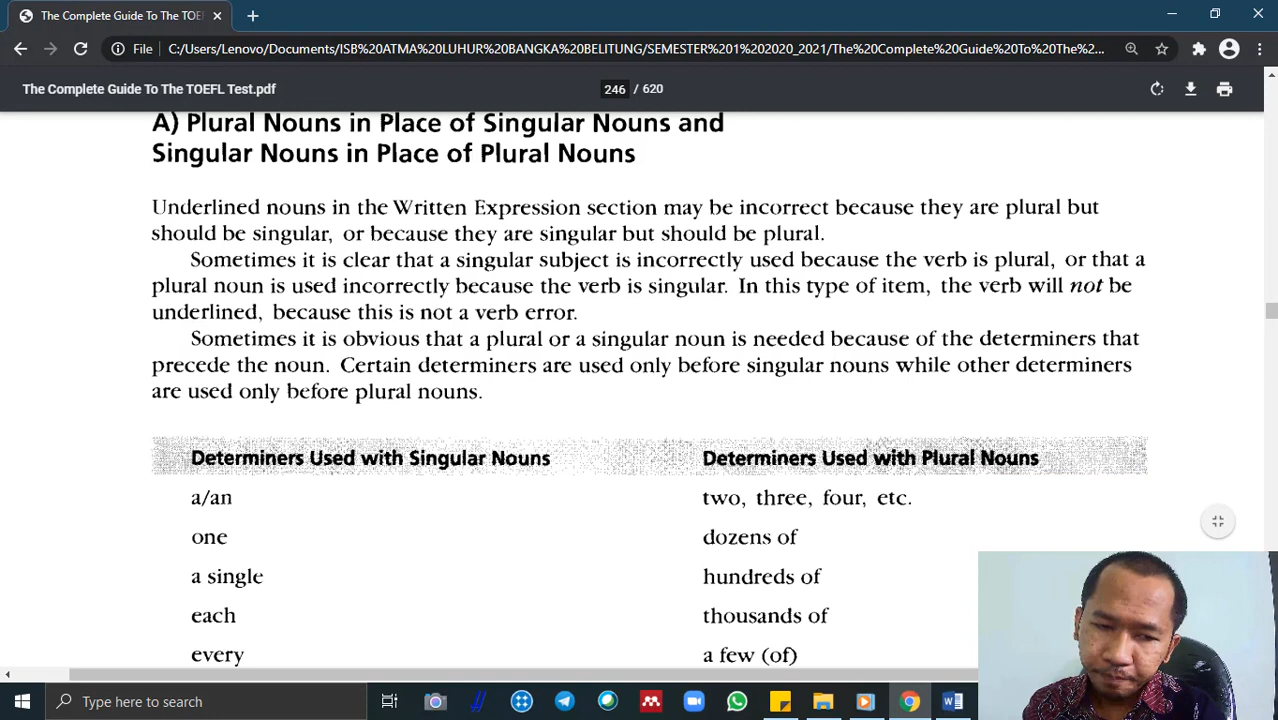 The Complete Guide To The TOE
File
C:/Users/Lenovo/Documents/ISB%20ATMA%20LUHUR%20BANGKA%20BELITUNG/SEMESTER%201%202020_2021/The%20Complete%20Guide%20To%20The%2...
The Complete Guide To The TOEFL Test.pdf
246 / 620
A) Plural Nouns in Place of Singular Nouns and
Singular Nouns in Place of Plural Nouns
Underlined nouns in the Written Expression section may be incorrect because they are plural but
should be singular, or because they are singular but should be plural.
Sometimes it is clear that a singular subject is incorrectly used because the verb is plural, or that a
plural noun is used incorrectly because the verb is singular. In this type of item, the verb will not be
underlined, because this is not a verb error.
Sometimes it is obvious that a plural or a singular noun is needed because of the determiners that
precede the noun. Certain determiners are used only before singular nouns while other determiners
are used only before plural nouns.
Determiners Used with Singular Nouns
Determiners Used with Plural Nouns
a/an
two, three, four, etc.
one
dozens of
a single
hundreds of
each
thousands of
every
a few (of)
Type here to search